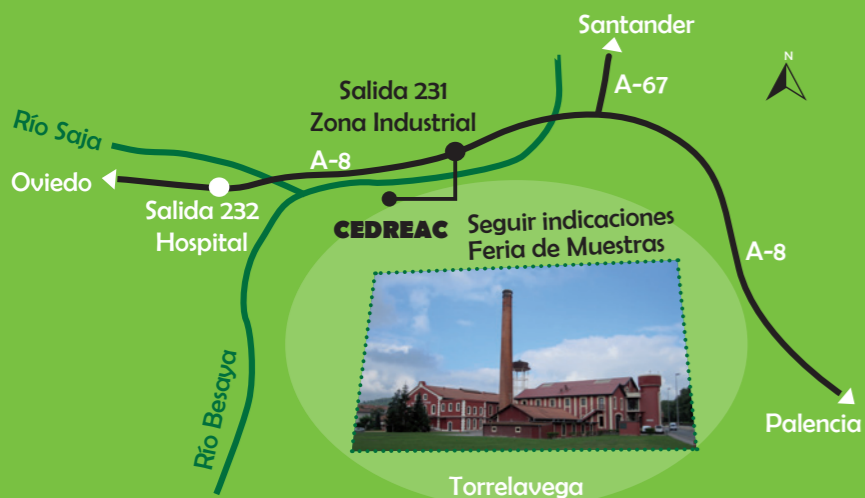 Santander
N
A-67
Salida 231
Zona Industrial
Río Saja
A-8
Oviedo
Salida 232
Hospital
CEDREAC
Seguir indicaciones
Feria de Muestras
A-8
Río Besaya
Palencia
Torrelavega